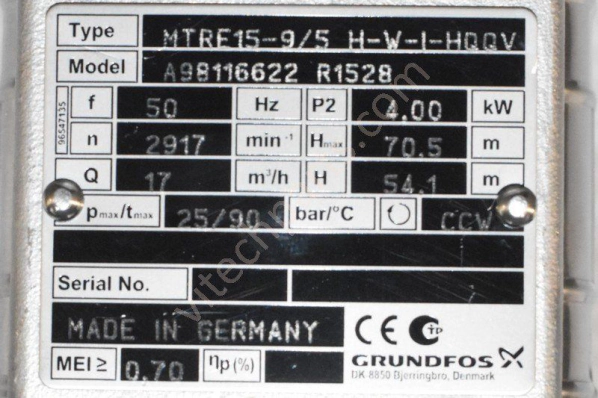 Type MTRE15-9/5 H-W-I-HQQV
Model A98116622 R1528
96547135
f 50 Hz P2 4.00 kW
n 2917 min⁻¹ Hmax 70.5 m
Q 17 m³/h H 54.1 m
pmax/tmax 25/90 bar/°C CCW
Serial No.
MADE IN GERMANY CE
MEI ≥ 0,70 ηp(%) GRUNDFOS
DK-8850 Bjerringbro, Denmark